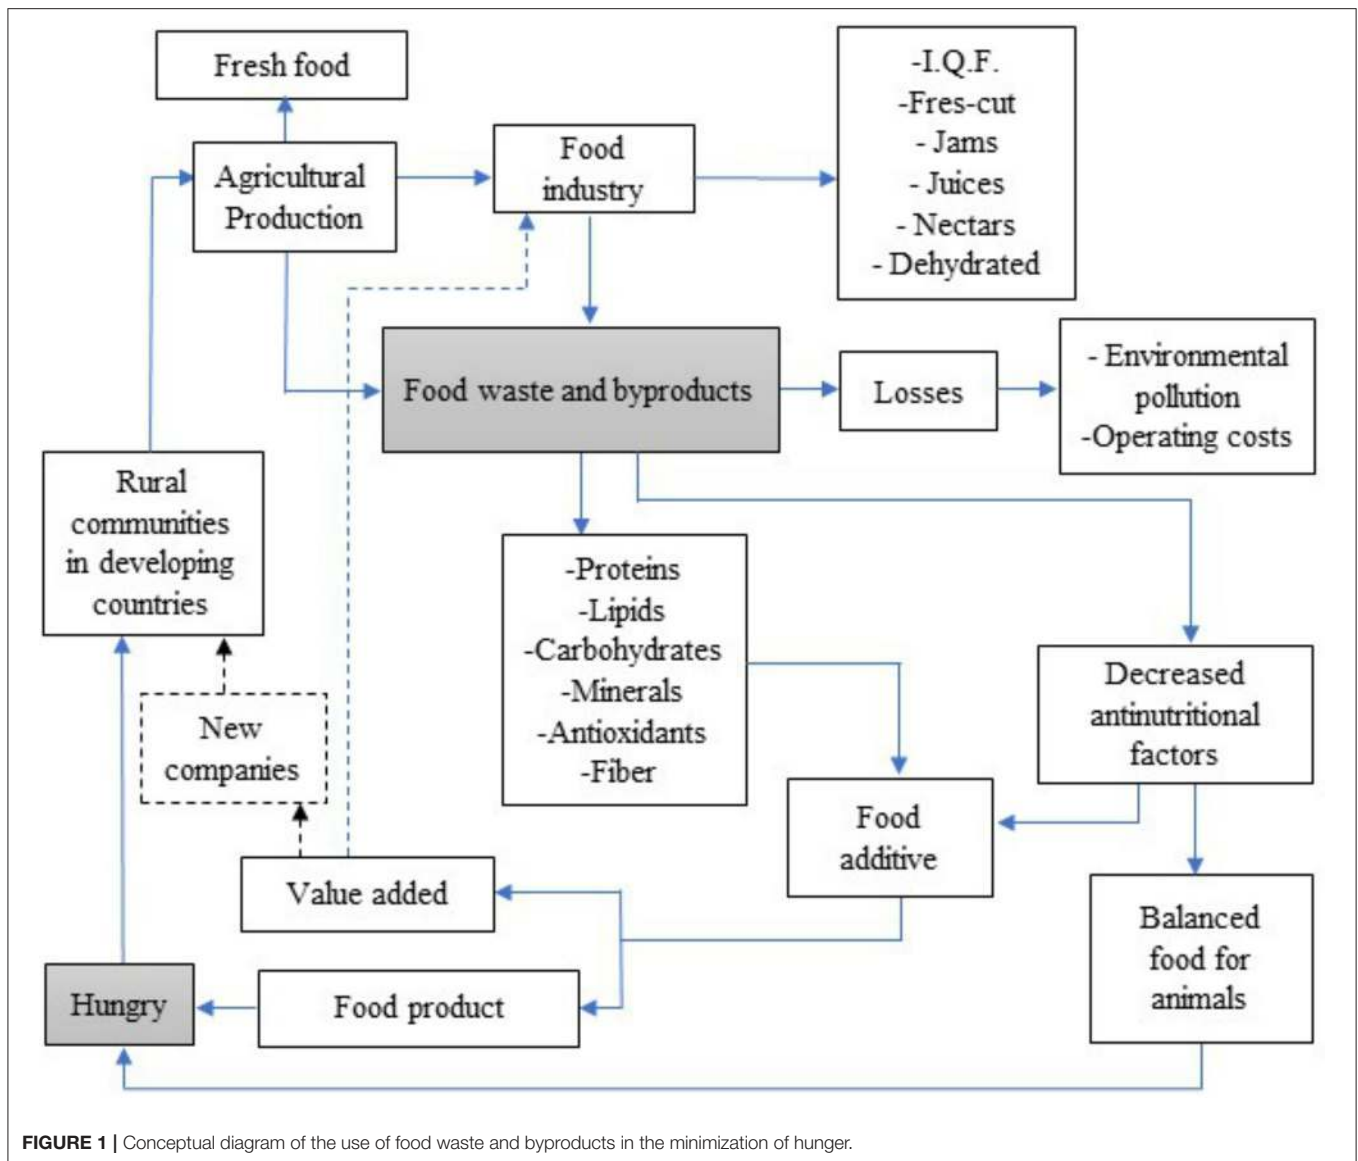 Fresh food
-I.Q.F.
-Fres-cut
- Jams
- Juices
- Nectars
- Dehydrated
Food
industry
Agricultural
Production
Food waste and byproducts
Losses
- Environmental
pollution
-Operating costs
Rural
communities
in developing
countries
-Proteins
-Lipids
-Carbohydrates
-Minerals
-Antioxidants
-Fiber
Decreased
antinutritional
factors
New
companies
Food
additive
Value added
Balanced
food for
animals
Hungry
Food product
FIGURE 1 | Conceptual diagram of the use of food waste and byproducts in the minimization of hunger.